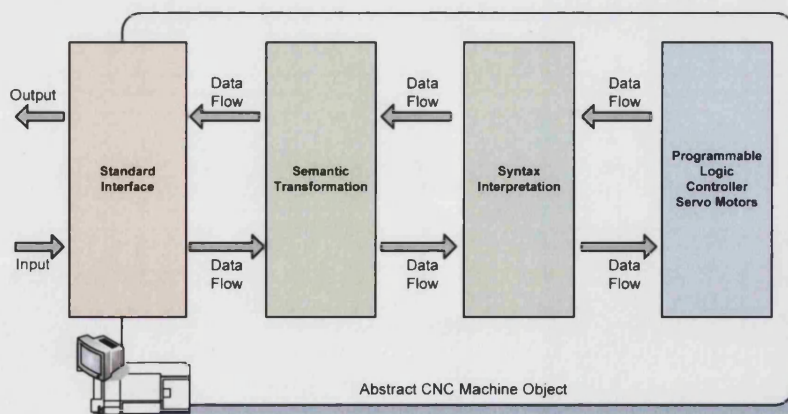 Output
Input
Standard
Interface
Data
Flow
Data
Flow
Semantic
Transformation
Data
Flow
Data
Flow
Syntax
Interpretation
Data
Flow
Data
Flow
Programmable
Logic
Controller
Servo Motors
Abstract CNC Machine Object